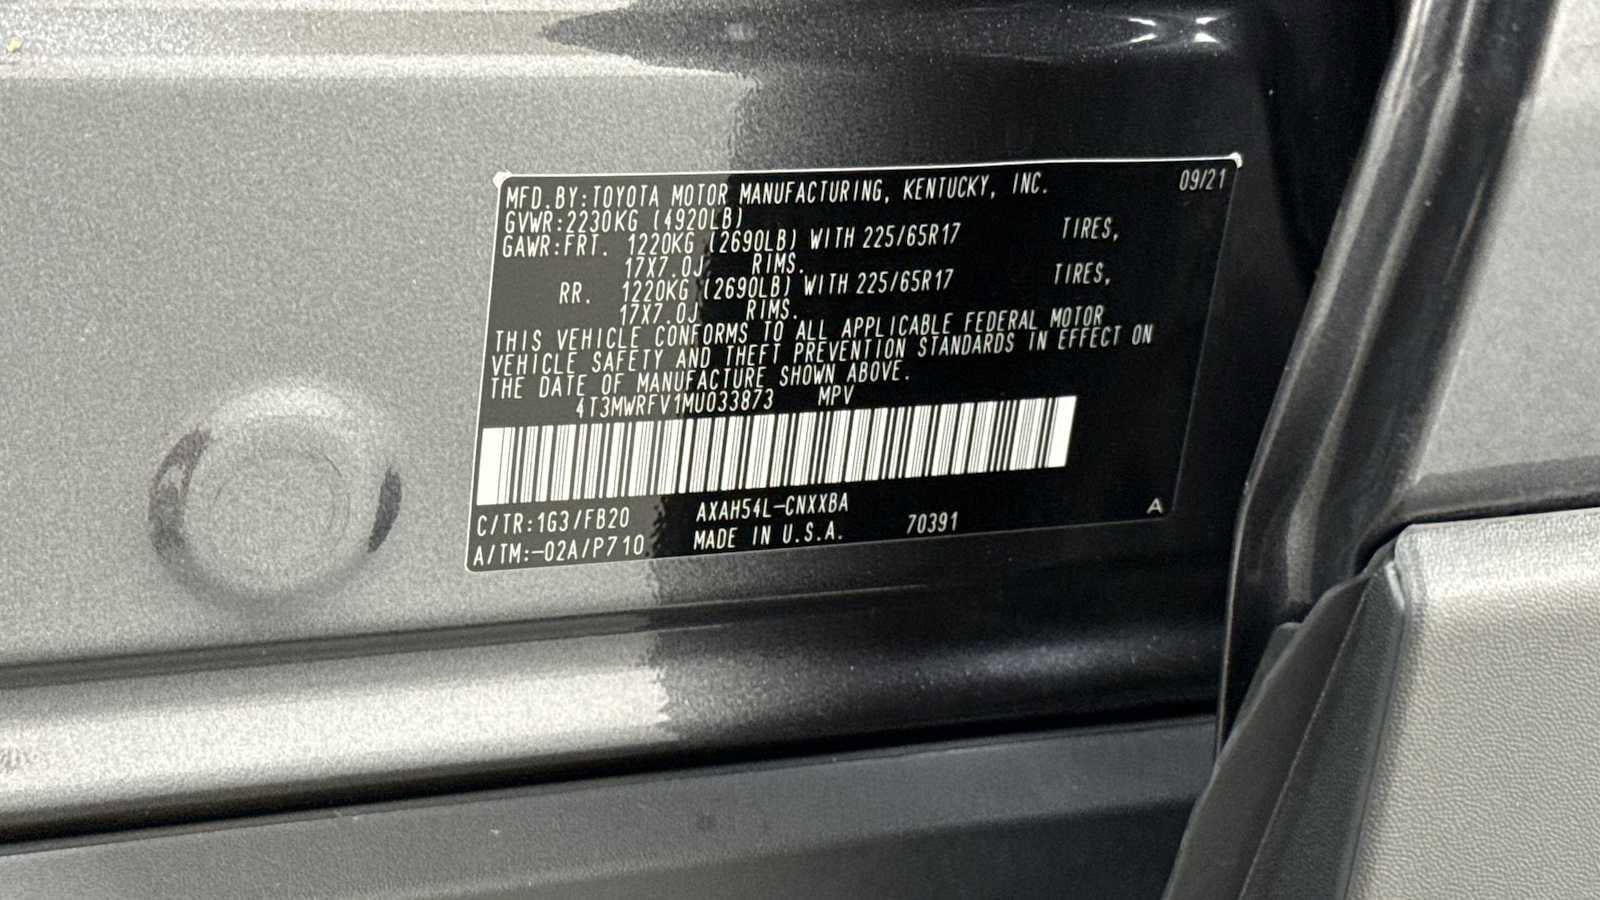 MFD.BY:TOYOTA MOTOR MANUFACTURING, KENTUCKY, INC. 09/21
GVWR:2230KG (4920LB)
GAWR:FRT. 1220KG (2690LB) WITH 225/65R17 TIRES,
17X7.0J RIMS.
RR. 1220KG (2690LB) WITH 225/65R17 TIRES,
17X7.0J RIMS.
THIS VEHICLE CONFORMS TO ALL APPLICABLE FEDERAL MOTOR
VEHICLE SAFETY AND THEFT PREVENTION STANDARDS IN EFFECT ON
THE DATE OF MANUFACTURE SHOWN ABOVE.
4T3MWRFV1MU033873 MPV
C/TR:1G3/FB20 AXAH54L-CNXXBA
A/TM:-02A/P710 MADE IN U.S.A. 70391 A